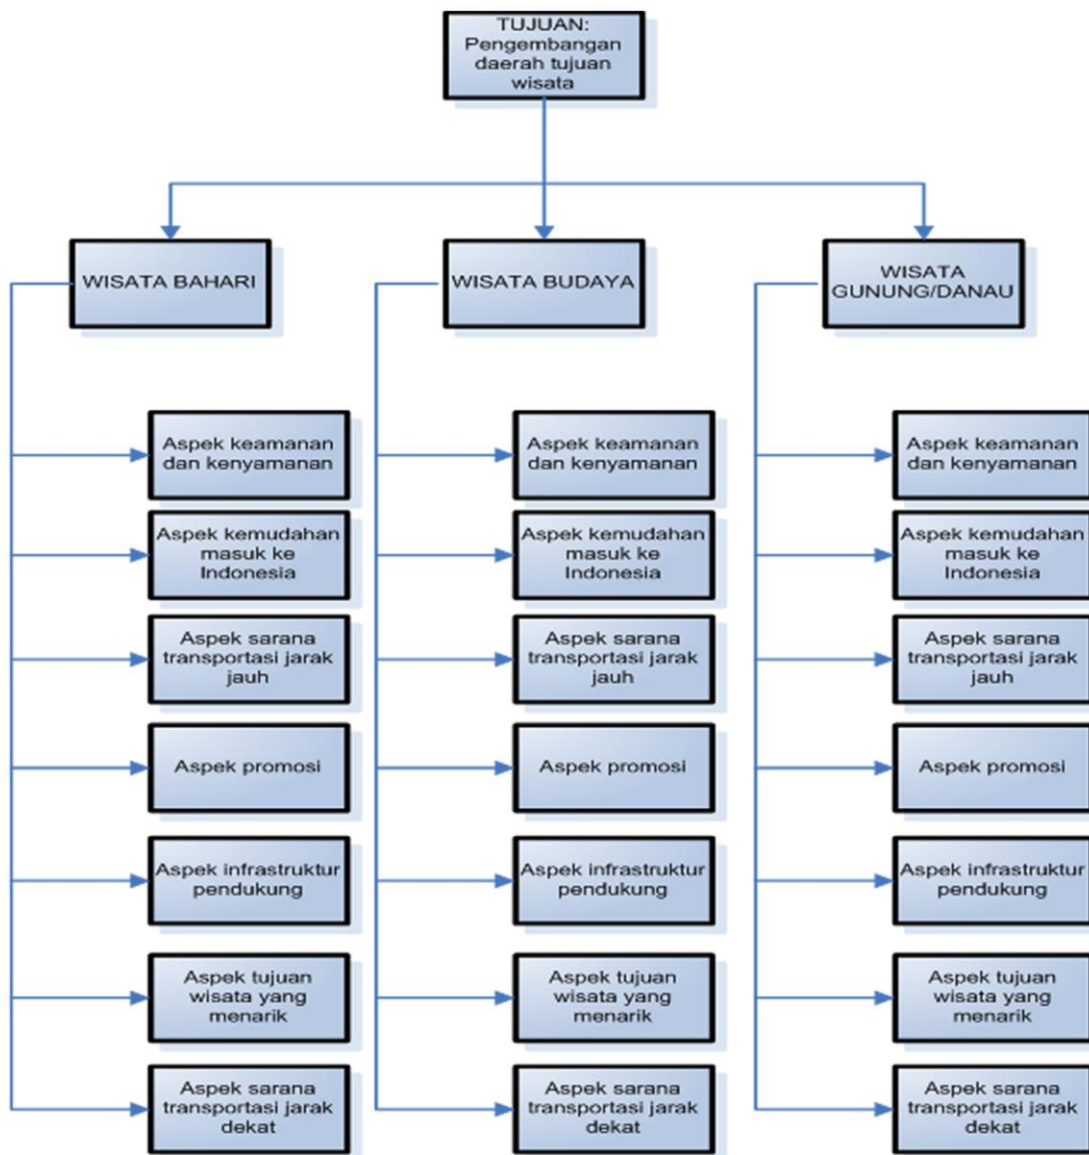 TUJUAN:
Pengembangan
daerah tujuan
wisata
WISATA BAHARI
WISATA BUDAYA
WISATA
GUNUNG/DANAU
Aspek keamanan
dan kenyamanan
Aspek kemudahan
masuk ke
Indonesia
Aspek sarana
transportasi jarak
jauh
Aspek promosi
Aspek infrastruktur
pendukung
Aspek tujuan
wisata yang
menarik
Aspek sarana
transportasi jarak
dekat
Aspek keamanan
dan kenyamanan
Aspek kemudahan
masuk ke
Indonesia
Aspek sarana
transportasi jarak
jauh
Aspek promosi
Aspek infrastruktur
pendukung
Aspek tujuan
wisata yang
menarik
Aspek sarana
transportasi jarak
dekat
Aspek keamanan
dan kenyamanan
Aspek kemudahan
masuk ke
Indonesia
Aspek sarana
transportasi jarak
jauh
Aspek promosi
Aspek infrastruktur
pendukung
Aspek tujuan
wisata yang
menarik
Aspek sarana
transportasi jarak
dekat